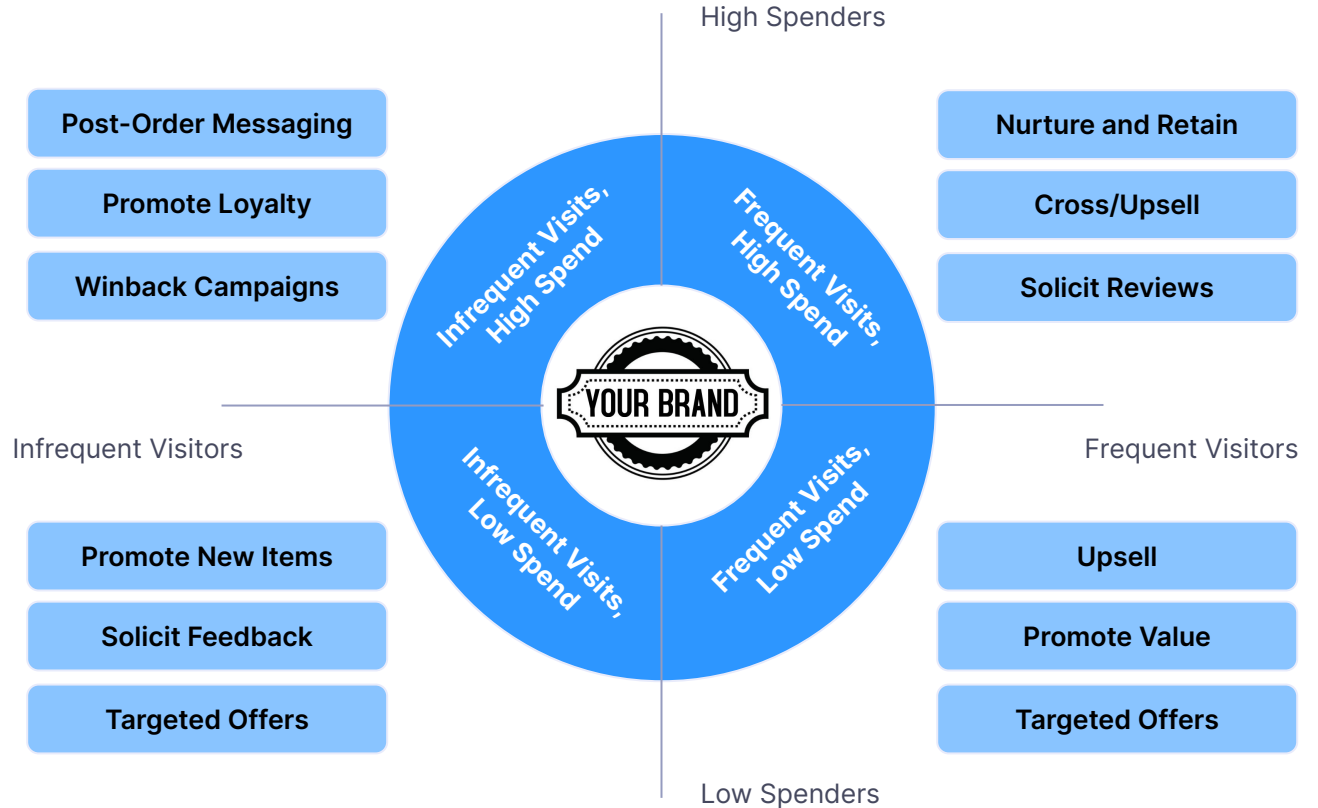 High Spenders
Post-Order Messaging
Promote Loyalty
Winback Campaigns
Nurture and Retain
Cross/Upsell
Solicit Reviews
Infrequent Visits,
High Spend
Frequent Visits,
High Spend
YOUR BRAND
Infrequent Visitors
Frequent Visitors
Infrequent Visits,
Low Spend
Frequent Visits,
Low Spend
Promote New Items
Solicit Feedback
Targeted Offers
Upsell
Promote Value
Targeted Offers
Low Spenders